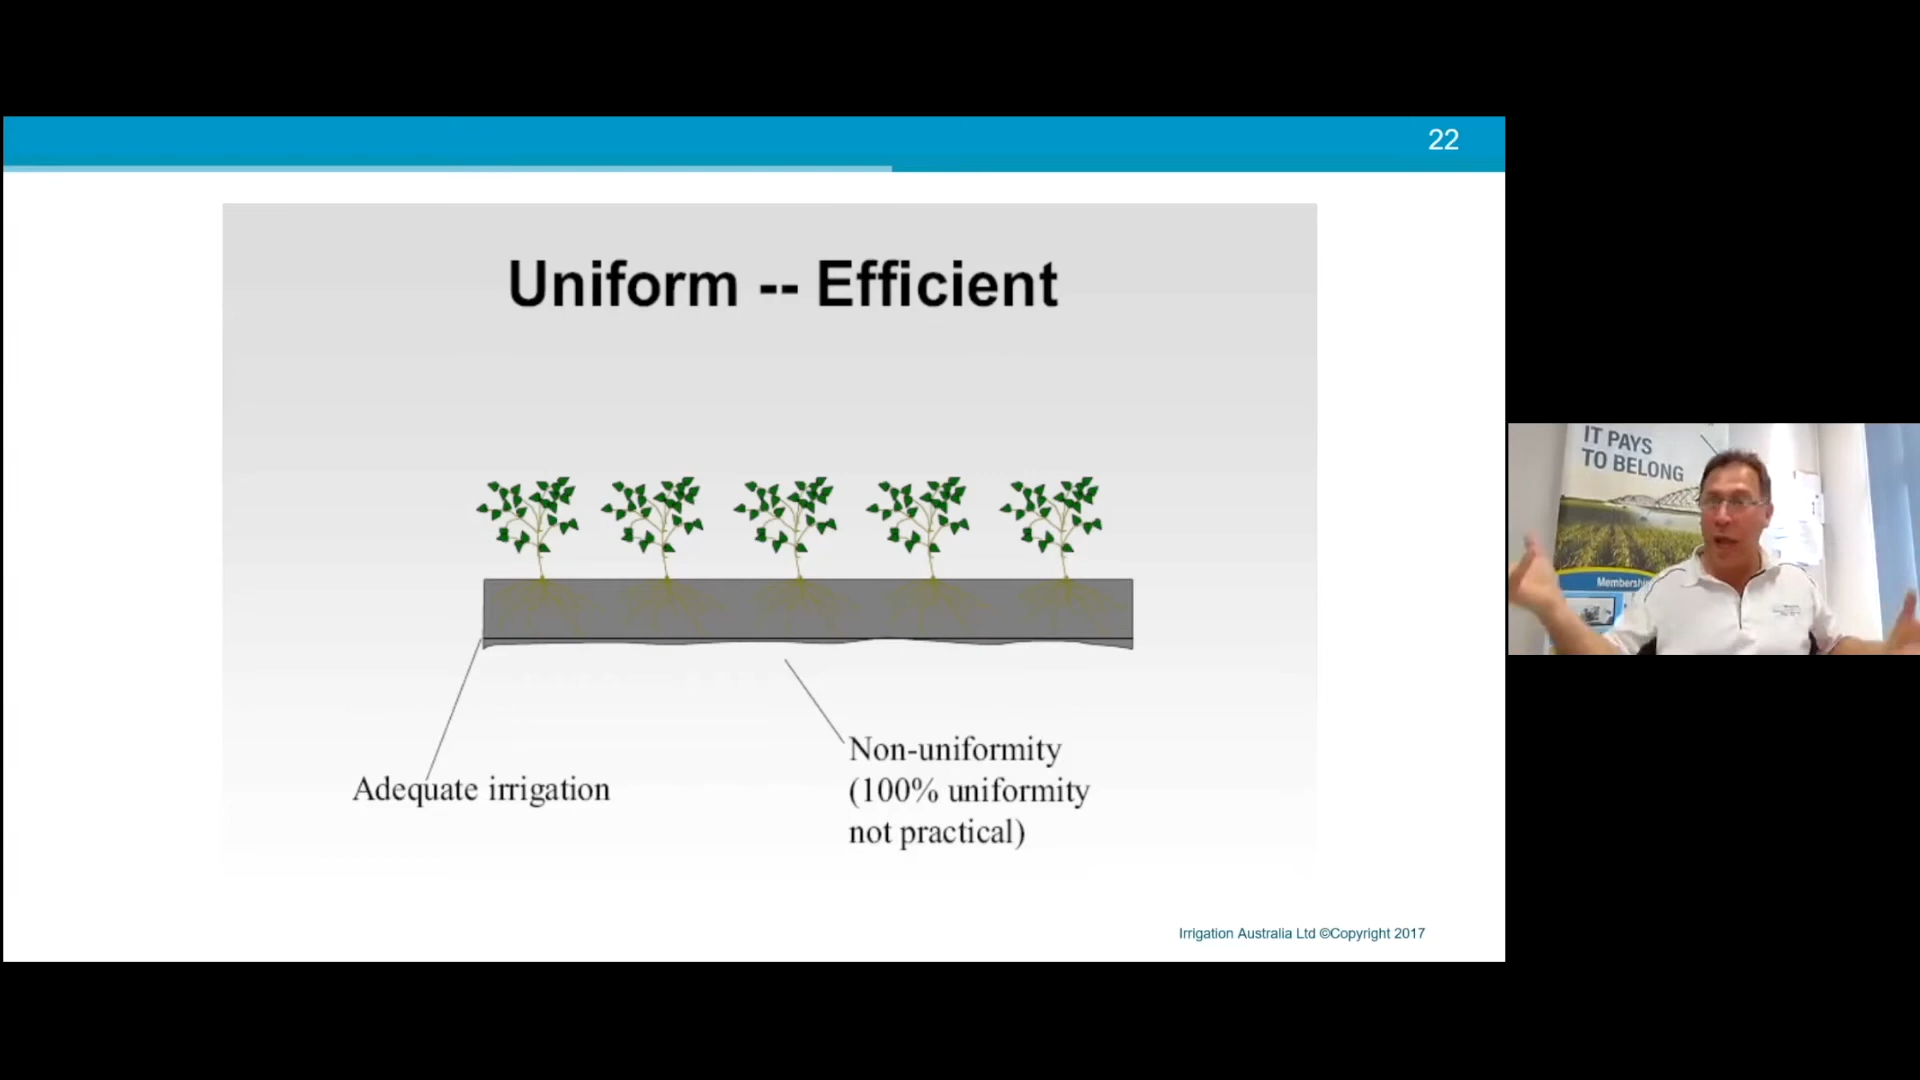 22
Uniform -- Efficient
Adequate irrigation
Non-uniformity
(100% uniformity
not practical)
Irrigation Australia Ltd ©Copyright 2017
IT PAYS
TO BELONG